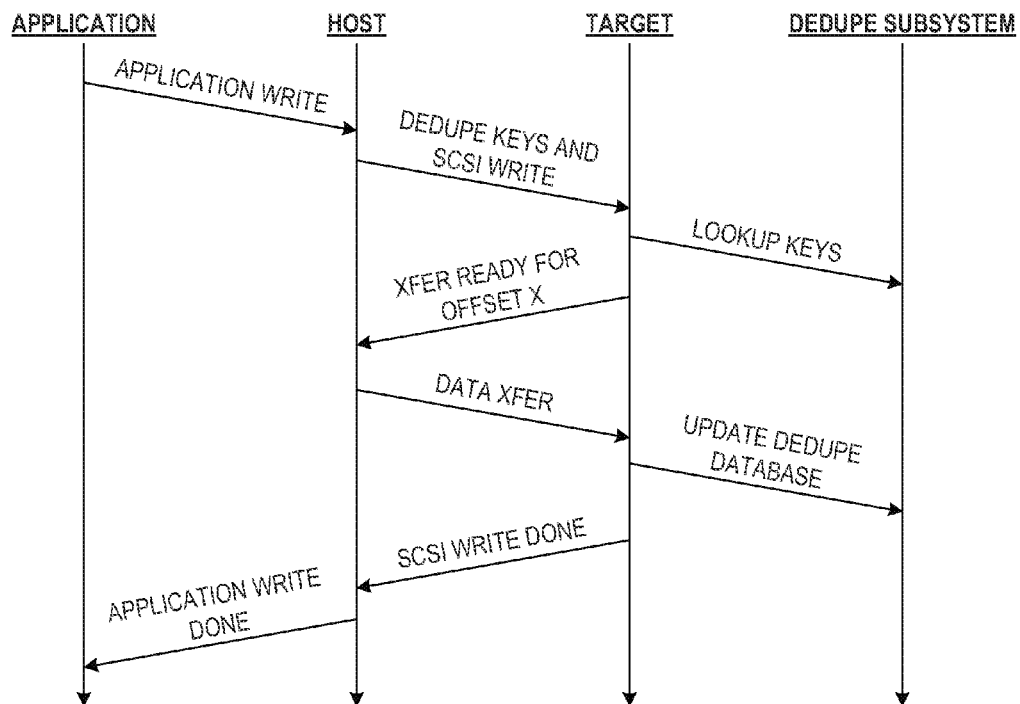 APPLICATION
HOST
TARGET
DEDUPE SUBSYSTEM
APPLICATION WRITE
DEDUPE KEYS AND
SCSI WRITE
LOOKUP KEYS
XFER READY FOR
OFFSET X
DATA XFER
UPDATE DEDUPE
DATABASE
SCSI WRITE DONE
APPLICATION WRITE
DONE